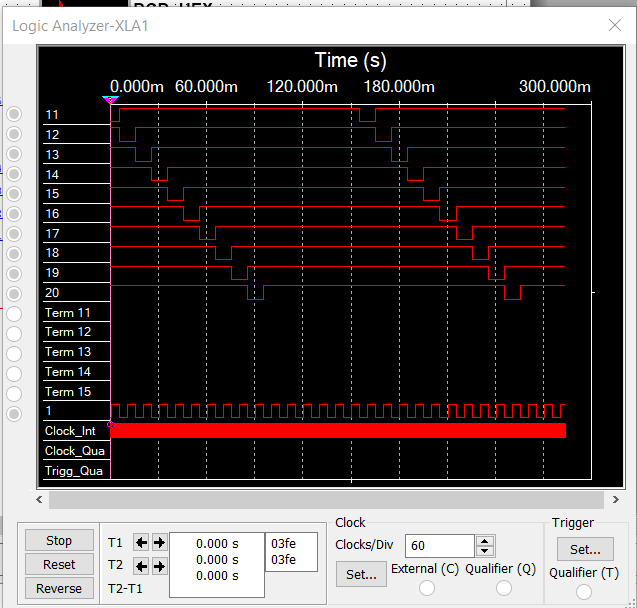 Logic Analyzer-XLA1
Time (s)
0.000m 60.000m 120.000m 180.000m 300.000m
11
12
13
14
15
16
17
18
19
20
Term 11
Term 12
Term 13
Term 14
Term 15
1
Clock_Int
Clock_Qua
Trigg_Qua
Stop
Reset
Reverse
T1
T2
T2-T1
0.000 s 03fe
0.000 s 03fe
0.000 s
Clock
Clocks/Div 60
Set...
External (C) Qualifier (Q)
Trigger
Set...
Qualifier (T)